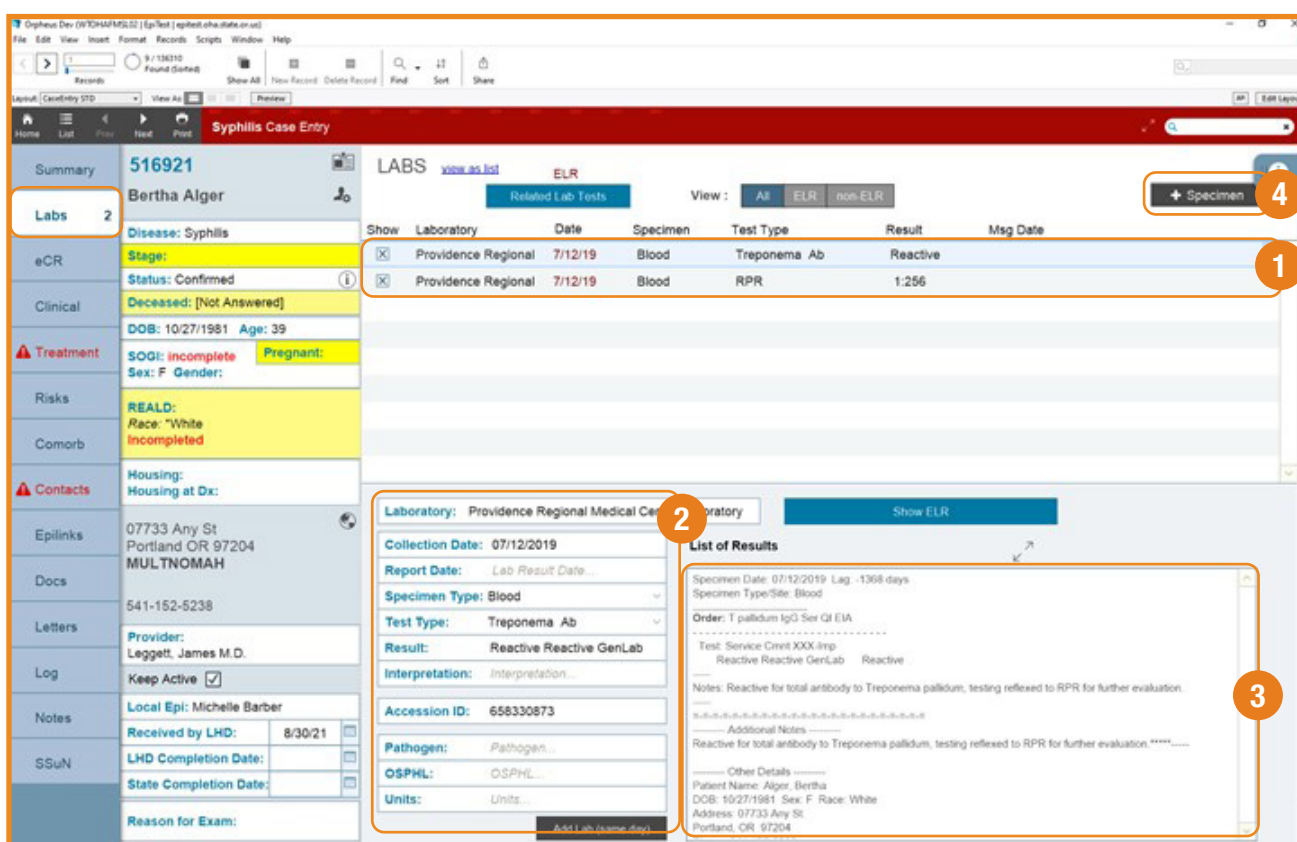 Orpheus Dev (WTOHAFMSL02 | EpiTest | epitest.oha.state.or.us)
File Edit View Insert Format Records Scripts Window Help
1
9 / 136310
Found (Sorted)
Records
Show All New Record Delete Record Find Sort Share
Layout: CaseEntry STD View As: Preview
Edit Layou
Home List Prev Next Print Syphilis Case Entry
Summary
Labs 2
eCR
Clinical
Treatment
Risks
Comorb
Contacts
Epilinks
Docs
Letters
Log
Notes
SSuN
516921
Bertha Alger
Disease: Syphilis
Stage:
Status: Confirmed
Deceased: [Not Answered]
DOB: 10/27/1981 Age: 39
SOGI: incomplete Pregnant:
Sex: F Gender:
REALD:
Race: *White
Incompleted
Housing:
Housing at Dx:
07733 Any St
Portland OR 97204
MULTNOMAH
541-152-5238
Provider:
Leggett, James M.D.
Keep Active
Local Epi: Michelle Barber
Received by LHD: 8/30/21
LHD Completion Date:
State Completion Date:
Reason for Exam:
LABS view as list ELR
Related Lab Tests View : All ELR non-ELR
+ Specimen 4
Show Laboratory Date Specimen Test Type Result Msg Date
Providence Regional 7/12/19 Blood Treponema Ab Reactive
Providence Regional 7/12/19 Blood RPR 1:256
1
Laboratory: Providence Regional Medical Cen oratory
2
Collection Date: 07/12/2019
Report Date: Lab Result Date...
Specimen Type: Blood
Test Type: Treponema Ab
Result: Reactive Reactive GenLab
Interpretation: Interpretation...
Accession ID: 658330873
Pathogen: Pathogen...
OSPHL: OSPHL...
Units: Units...
Add Lab (same day)
Show ELR
List of Results
Specimen Date: 07/12/2019 Lag: -1368 days
Specimen Type/Site: Blood
Order: T pallidum IgG Ser Ql EIA
Test: Service Cmnt XXX-Imp
Reactive Reactive GenLab Reactive
Notes: Reactive for total antibody to Treponema pallidum, testing reflexed to RPR for further evaluation.
3
--------- Additional Notes ---------
Reactive for total antibody to Treponema pallidum, testing reflexed to RPR for further evaluation.*****-----
--------- Other Details ---------
Patient Name: Alger, Bertha
DOB: 10/27/1981 Sex: F Race: White
Address: 07733 Any St
Portland, OR 97204